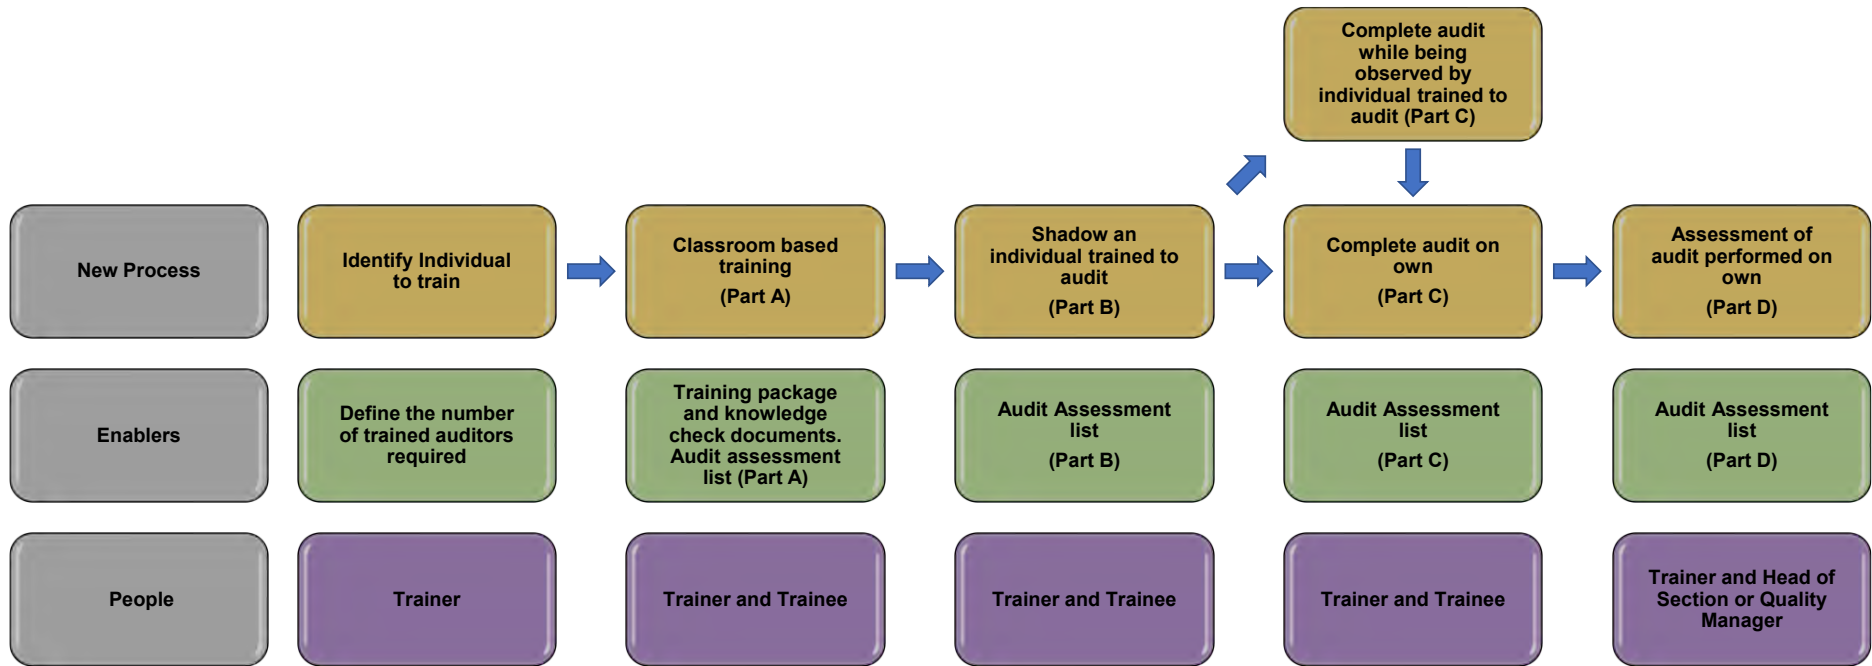 Complete audit
while being
observed by
individual trained to
audit (Part C)
New Process
Identify Individual
to train
Classroom based
training
(Part A)
Shadow an
individual trained to
audit
(Part B)
Complete audit on
own
(Part C)
Assessment of
audit performed on
own
(Part D)
Enablers
Define the number
of trained auditors
required
Training package
and knowledge
check documents.
Audit assessment
list (Part A)
Audit Assessment
list
(Part B)
Audit Assessment
list
(Part C)
Audit Assessment
list
(Part D)
People
Trainer
Trainer and Trainee
Trainer and Trainee
Trainer and Trainee
Trainer and Head of
Section or Quality
Manager